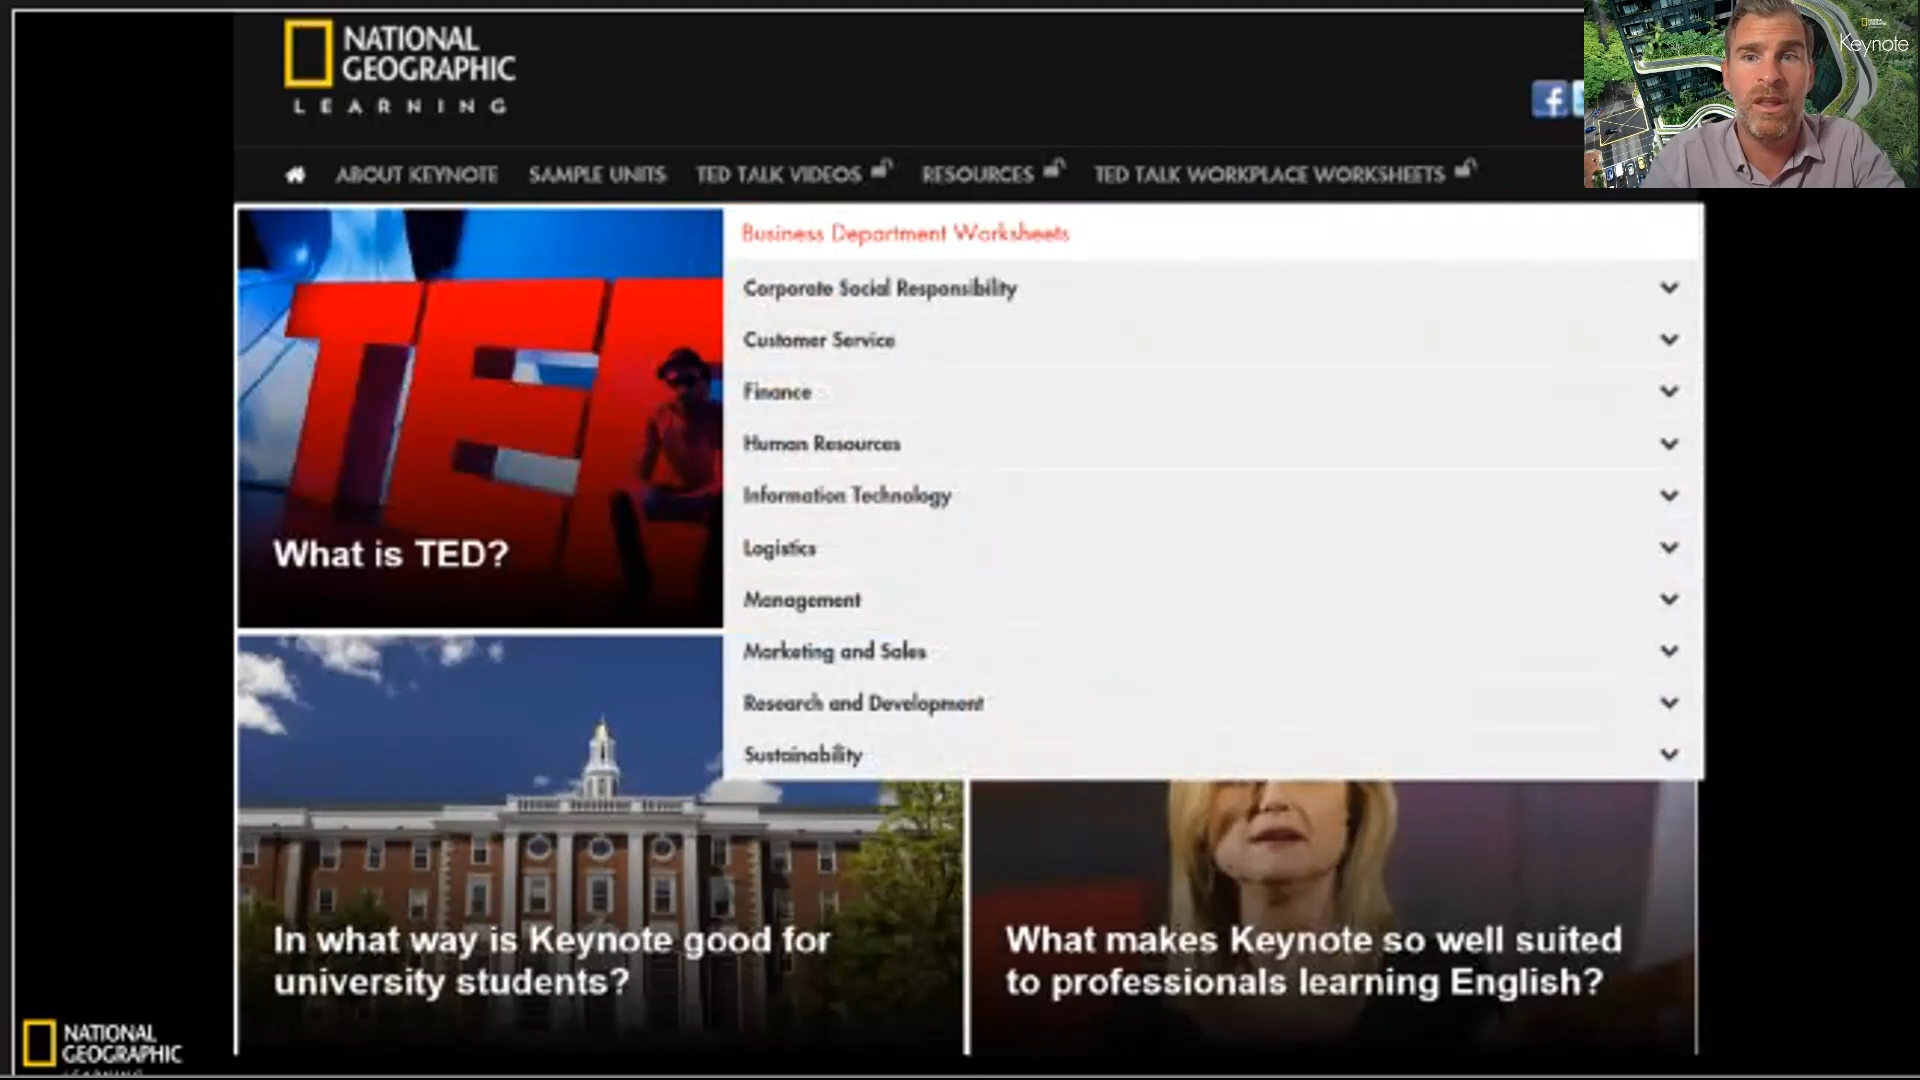 NATIONAL
GEOGRAPHIC
LEARNING
Keynote
ABOUT KEYNOTE SAMPLE UNITS TED TALK VIDEOS RESOURCES TED TALK WORKPLACE WORKSHEETS
Business Department Worksheets
Corporate Social Responsibility
Customer Service
Finance
Human Resources
Information Technology
Logistics
Management
Marketing and Sales
Research and Development
Sustainability
TED
What is TED?
In what way is Keynote good for
university students?
What makes Keynote so well suited
to professionals learning English?
NATIONAL
GEOGRAPHIC
LEARNING